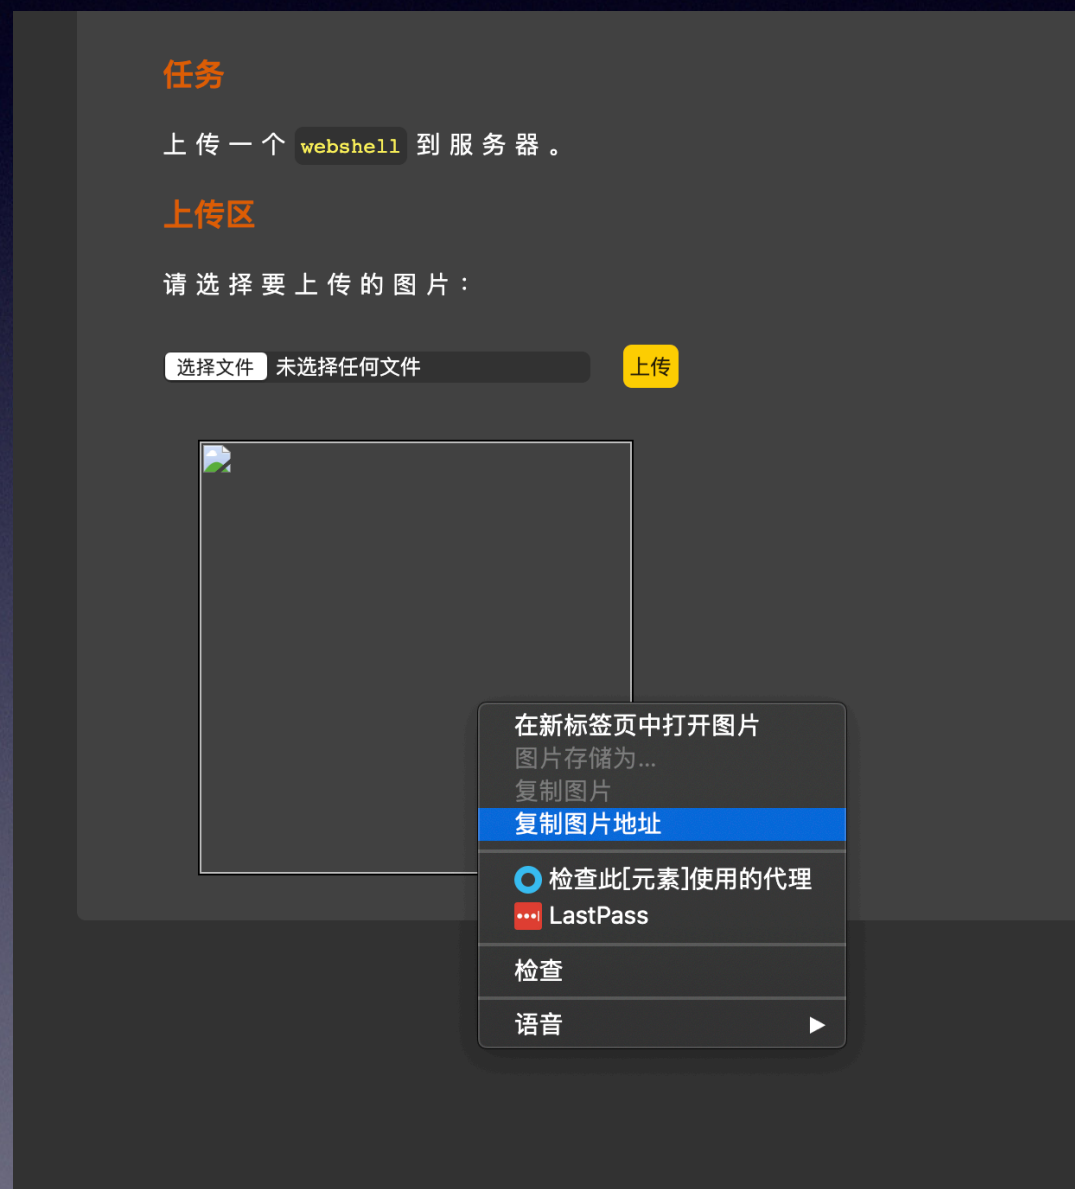 任务
上传一个 webshell 到服务器。
上传区
请选择要上传的图片：
选择文件 未选择任何文件 上传
在新标签页中打开图片
图片存储为...
复制图片
复制图片地址
检查此[元素]使用的代理
LastPass
检查
语音